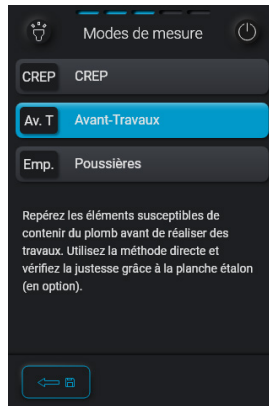 Modes de mesure
CREP CREP
Av. T Avant-Travaux
Emp. Poussières
Repérez les éléments susceptibles de
contenir du plomb avant de réaliser des
travaux. Utilisez la méthode directe et
vérifiez la justesse grâce à la planche étalon
(en option).